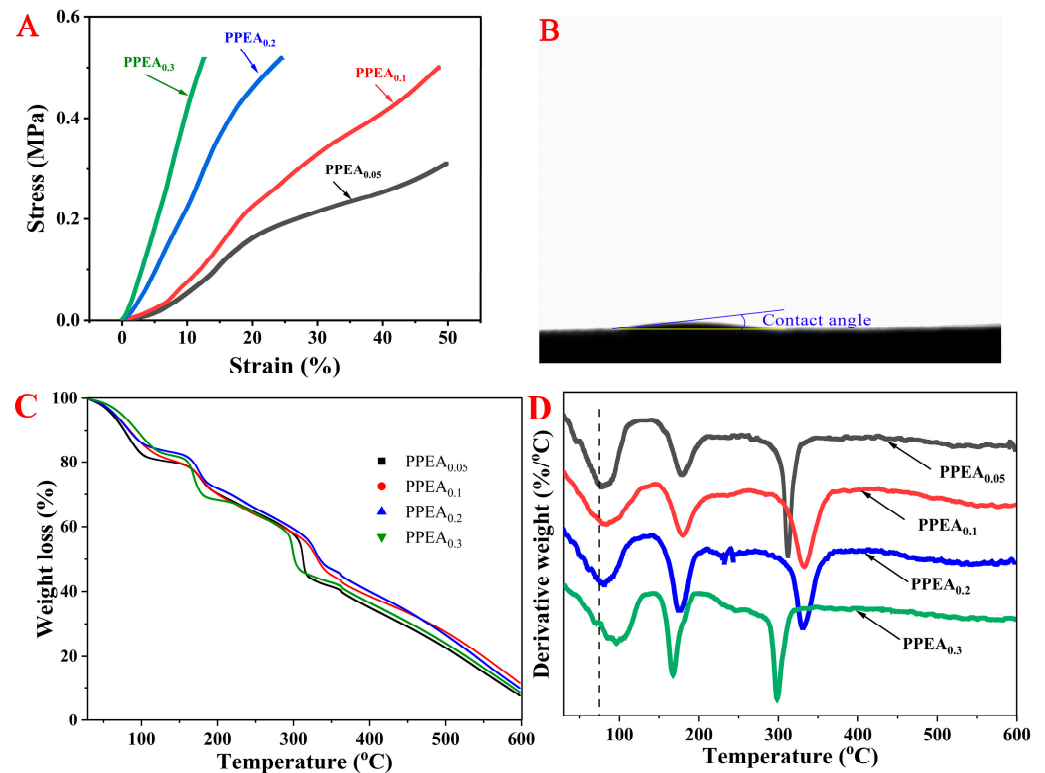 A
0.6
0.4
0.2
0.0
Stress (MPa)
PPEA0.3
PPEA0.2
PPEA0.1
PPEA0.05
0
10
20
30
40
50
Strain (%)
B
Contact angle
C
100
80
60
40
20
0
Weight loss (%)
PPEA0.05
PPEA0.1
PPEA0.2
PPEA0.3
100
200
300
400
500
600
Temperature (oC)
D
Derivative weight (%/oC)
PPEA0.05
PPEA0.1
PPEA0.2
PPEA0.3
100
200
300
400
500
600
Temperature (oC)